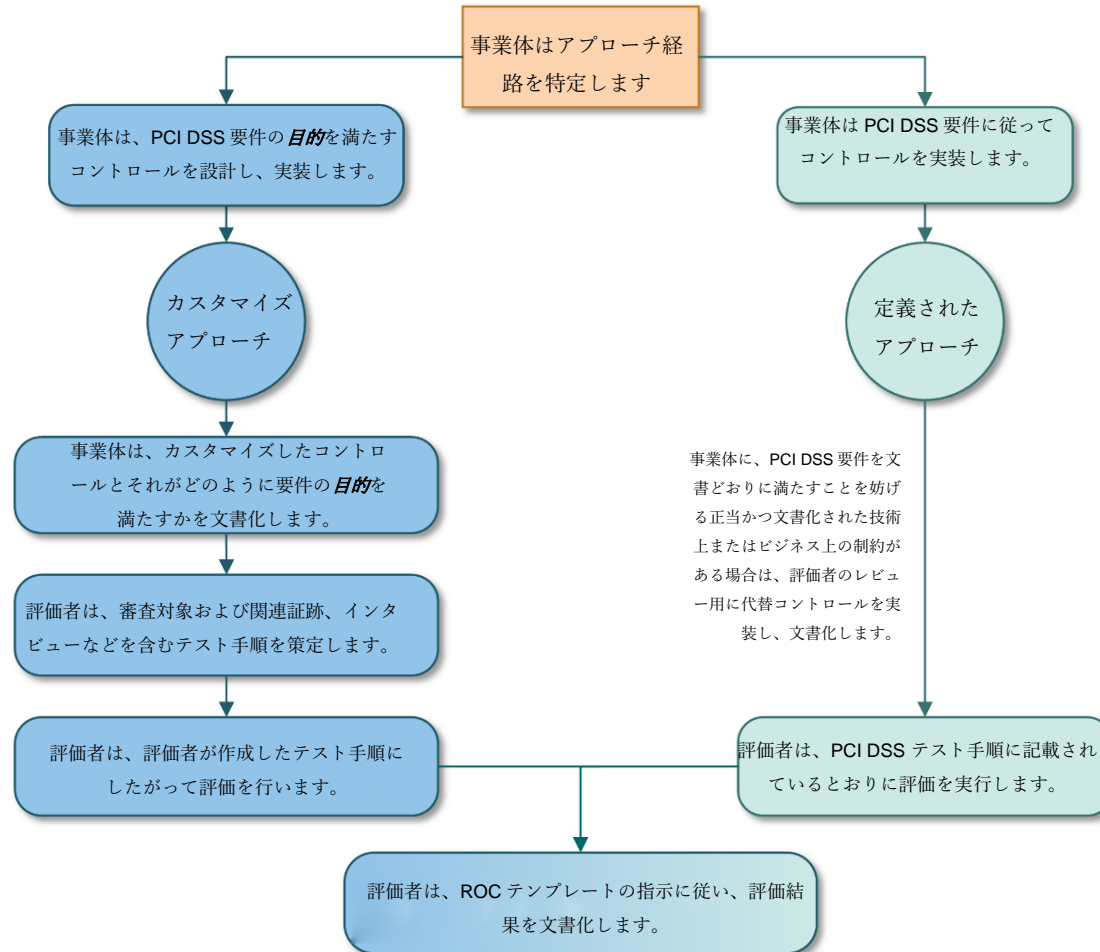 事業体はアプローチ経
路を特定します
事業体は、PCI DSS 要件の目的を満たす
コントロールを設計し、実装します。
カスタマイズ
アプローチ
事業体は、カスタマイズしたコントロ
ールとそれがどのように要件の目的を
満たすかを文書化します。
評価者は、審査対象および関連証跡、インタ
ビューなどを含むテスト手順を策定します。
評価者は、評価者が作成したテスト手順に
したがって評価を行います。
事業体は PCI DSS 要件に従って
コントロールを実装します。
定義された
アプローチ
事業体に、PCI DSS 要件を文
書どおりに満たすことを妨げ
る正当かつ文書化された技術
上またはビジネス上の制約が
ある場合は、評価者のレビュ
ー用に代替コントロールを実
装し、文書化します。
評価者は、PCI DSS テスト手順に記載され
ているとおりに評価を実行します。
評価者は、ROC テンプレートの指示に従い、評価結
果を文書化します。